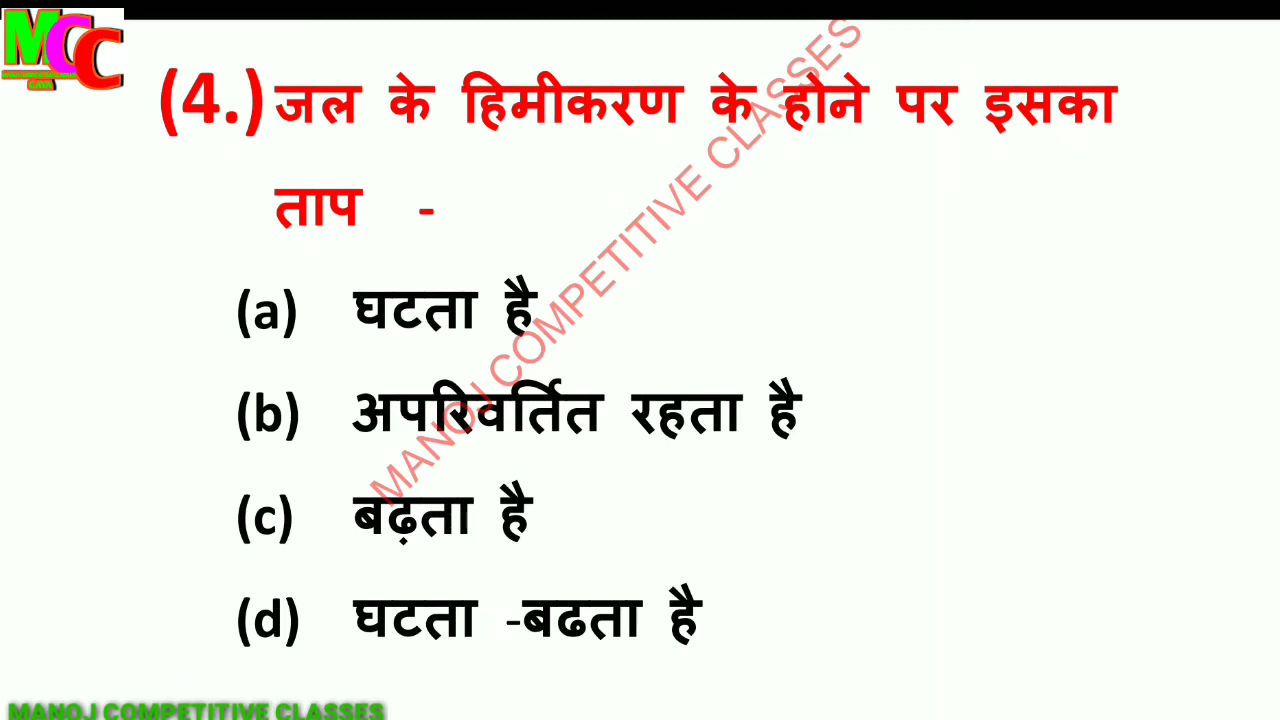 MCC
(4.) जल के हिमीकरण के होने पर इसका
ताप -
(a) घटता है
(b) अपरिवर्तित रहता है
(c) बढ़ता है
(d) घटता -बढता है
MANOJ COMPETITIVE CLASSES
MANOJ COMPETITIVE CLASSES